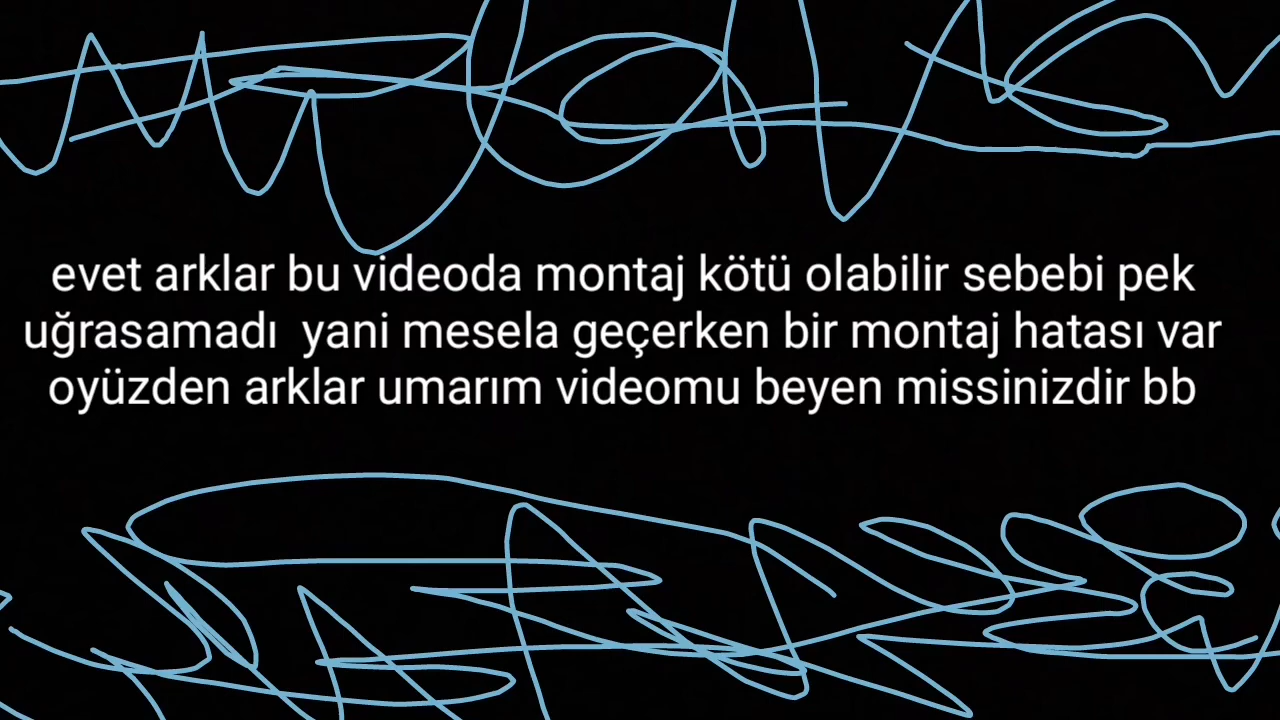 evet arklar bu videoda montaj kötü olabilir sebebi pek
uğrasamadı yani mesela geçerken bir montaj hatası var
oyüzden arklar umarım videomu beyen missinizdir bb